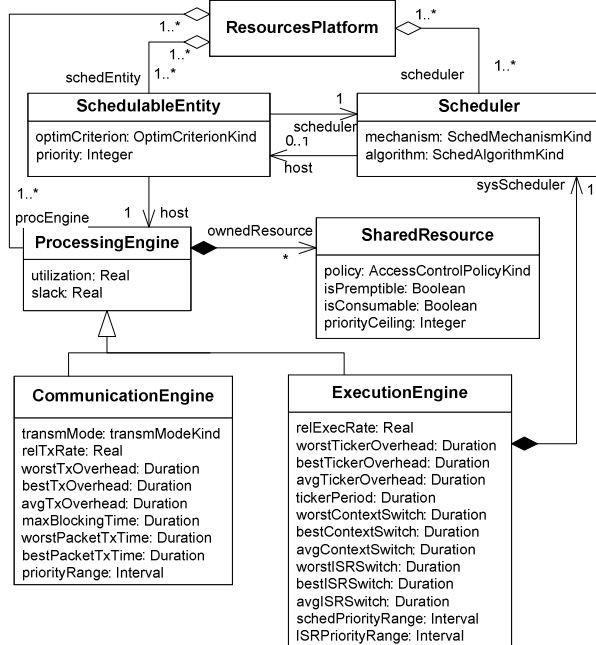 ResourcesPlatform
1..*
1..*
1..*
schedEntity
1..*
scheduler
1..*
SchedulableEntity
optimCriterion: OptimCriterionKind
priority: Integer
1
scheduler
0..1
host
Scheduler
mechanism: SchedMechanismKind
algorithm: SchedAlgorithmKind
sysScheduler
1
1..*
procEngine
1
host
ProcessingEngine
utilization: Real
slack: Real
ownedResource
*
SharedResource
policy: AccessControlPolicyKind
isPremptible: Boolean
isConsumable: Boolean
priorityCeiling: Integer
CommunicationEngine
transmMode: transmModeKind
relTxRate: Real
worstTxOverhead: Duration
bestTxOverhead: Duration
avgTxOverhead: Duration
maxBlockingTime: Duration
worstPacketTxTime: Duration
bestPacketTxTime: Duration
priorityRange: Interval
ExecutionEngine
relExecRate: Real
worstTickerOverhead: Duration
bestTickerOverhead: Duration
avgTickerOverhead: Duration
tickerPeriod: Duration
worstContextSwitch: Duration
bestContextSwitch: Duration
avgContextSwitch: Duration
worstISRSwitch: Duration
bestISRSwitch: Duration
avgISRSwitch: Duration
schedPriorityRange: Interval
ISRPriorityRange: Interval